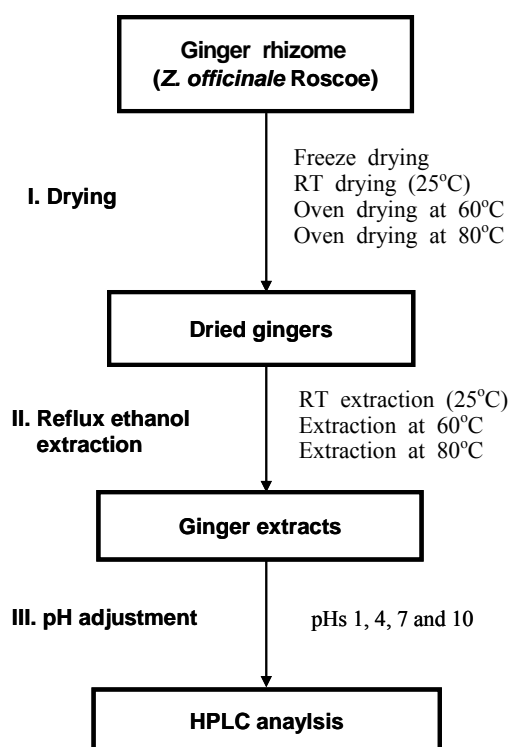 Ginger rhizome
(Z. officinale Roscoe)
I. Drying
Freeze drying
RT drying (25°C)
Oven drying at 60°C
Oven drying at 80°C
Dried gingers
II. Reflux ethanol
extraction
RT extraction (25°C)
Extraction at 60°C
Extraction at 80°C
Ginger extracts
III. pH adjustment
pHs 1, 4, 7 and 10
HPLC anaylsis